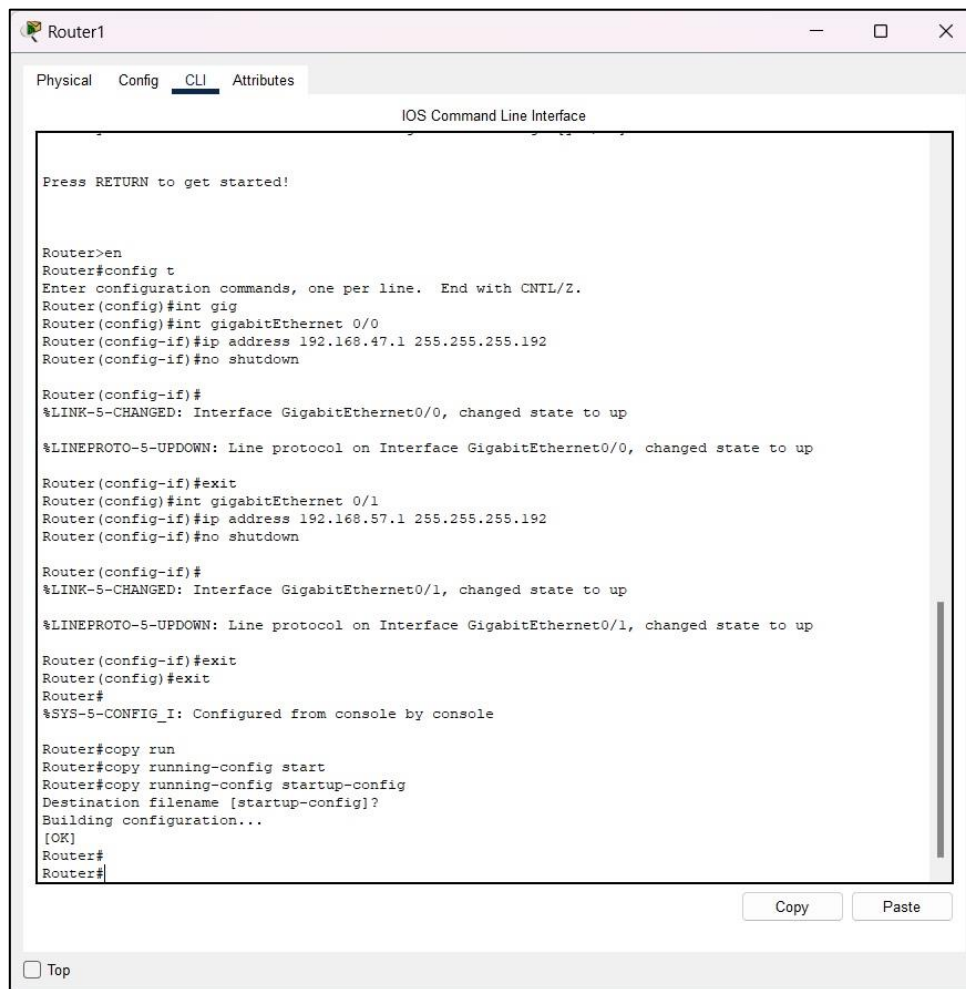 Router1
Physical Config CLI Attributes
IOS Command Line Interface
Press RETURN to get started!
Router>en
Router#config t
Enter configuration commands, one per line.  End with CNTL/Z.
Router(config)#int gig
Router(config)#int gigabitEthernet 0/0
Router(config-if)#ip address 192.168.47.1 255.255.255.192
Router(config-if)#no shutdown
Router(config-if)#
%LINK-5-CHANGED: Interface GigabitEthernet0/0, changed state to up
%LINEPROTO-5-UPDOWN: Line protocol on Interface GigabitEthernet0/0, changed state to up
Router(config-if)#exit
Router(config)#int gigabitEthernet 0/1
Router(config-if)#ip address 192.168.57.1 255.255.255.192
Router(config-if)#no shutdown
Router(config-if)#
%LINK-5-CHANGED: Interface GigabitEthernet0/1, changed state to up
%LINEPROTO-5-UPDOWN: Line protocol on Interface GigabitEthernet0/1, changed state to up
Router(config-if)#exit
Router(config)#exit
Router#
%SYS-5-CONFIG_I: Configured from console by console
Router#copy run
Router#copy running-config start
Router#copy running-config startup-config
Destination filename [startup-config]?
Building configuration...
[OK]
Router#
Router#
Copy Paste
Top